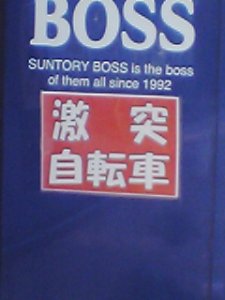 BOSS
SUNTORY BOSS is the boss
of them all since 1992
激突
自転車